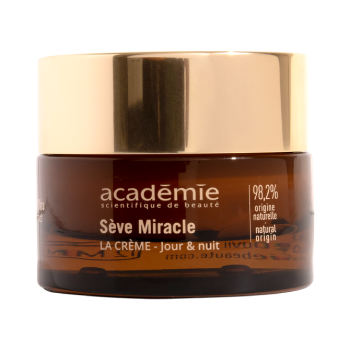 académie
scientifique de beauté
Sève Miracle
LA CRÈME - Jour & nuit
98,2%
origine
naturelle
natural
origin